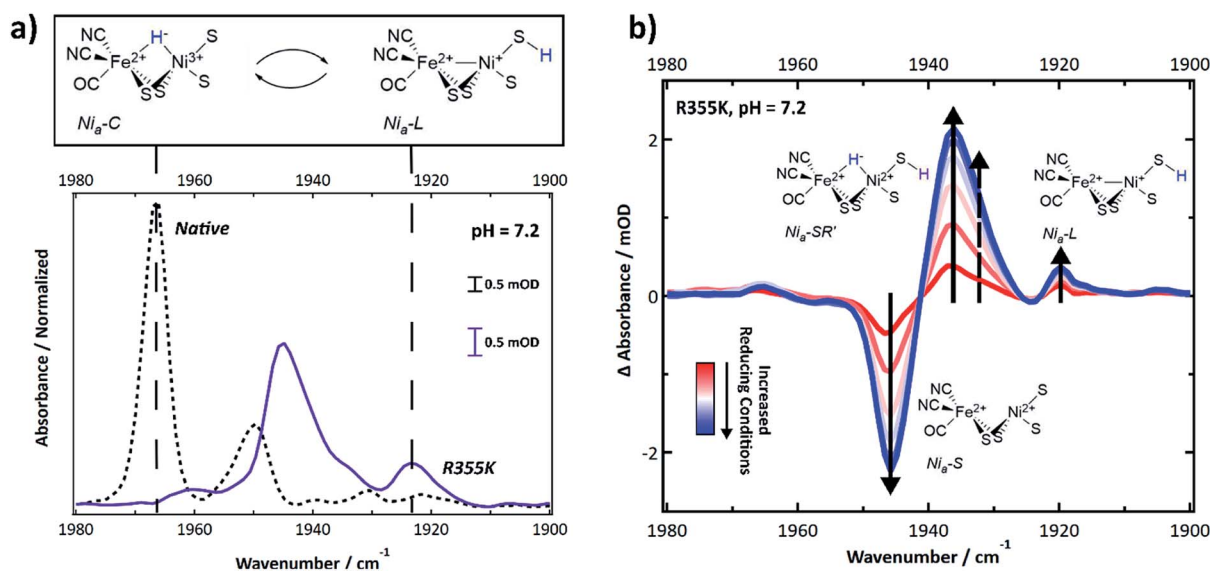 a)
NC
NC
OC
Fe2+
H-
Ni3+
S
S
S
S
Nia-C
NC
NC
OC
Fe2+
Ni+
S
H
S
S
S
Nia-L
1980 1960 1940 1920 1900
Native
pH = 7.2
0.5 mOD
0.5 mOD
R355K
Absorbance / Normalized
1980 1960 1940 1920 1900
Wavenumber / cm-1
b)
1980 1960 1940 1920 1900
R355K, pH = 7.2
NC
NC
OC
Fe2+
H-
Ni2+
S
H
S
S
S
Nia-SR'
NC
NC
OC
Fe2+
Ni+
S
H
S
S
S
Nia-L
2
0
-2
Δ Absorbance / mOD
Increased
Reducing Conditions
NC
NC
OC
Fe2+
Ni2+
S
S
S
S
Nia-S
1980 1960 1940 1920 1900
Wavenumber / cm-1